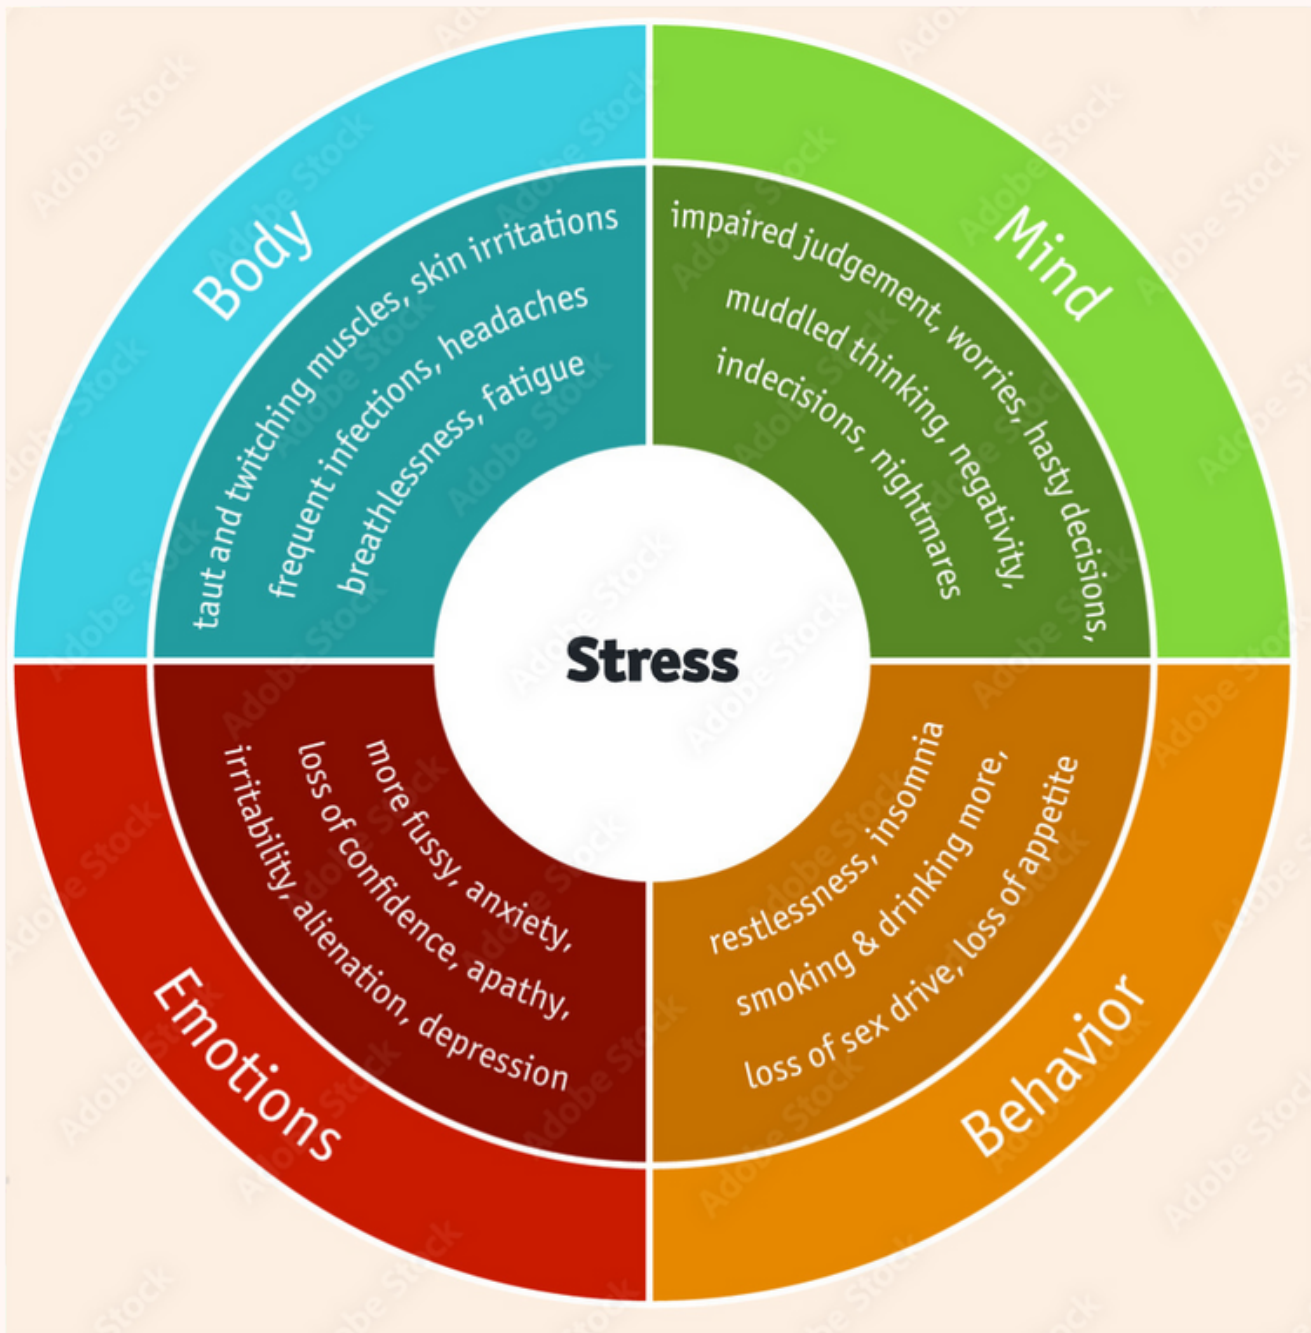 Body
taut and twitching muscles, skin irritations
frequent infections, headaches
breathlessness, fatigue
Mind
impaired judgement, worries, hasty decisions,
muddled thinking, negativity,
indecisions, nightmares
Stress
Emotions
more fussy, anxiety,
loss of confidence, apathy,
irritability, alienation, depression
Behavior
restlessness, insomnia
smoking & drinking more,
loss of sex drive, loss of appetite
Adobe Stock